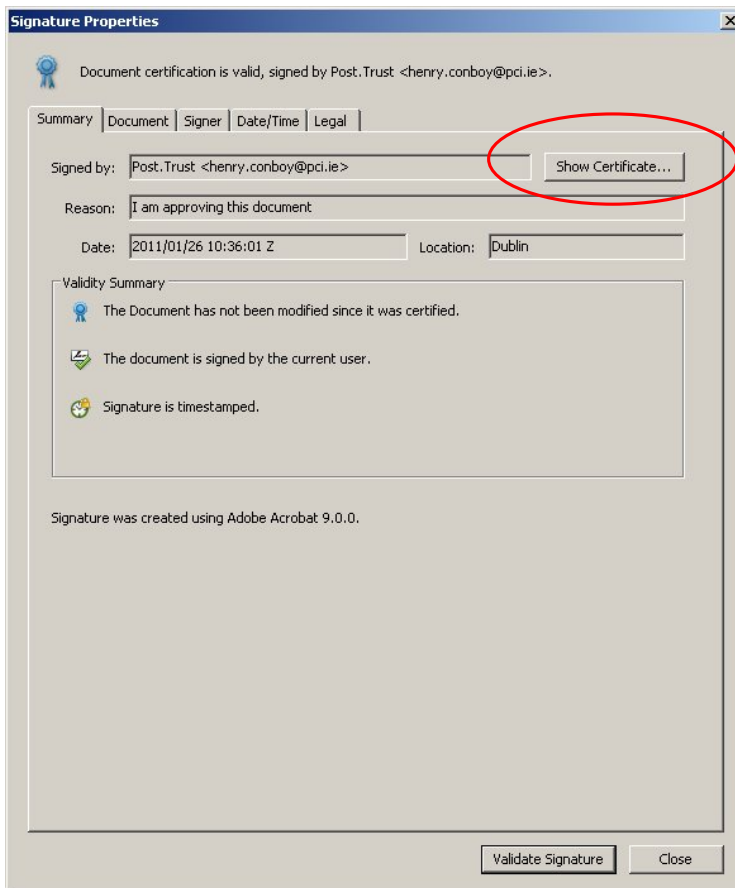 Signature Properties
Document certification is valid, signed by Post.Trust <henry.conboy@pci.ie>.
Summary Document Signer Date/Time Legal
Signed by: Post.Trust <henry.conboy@pci.ie> Show Certificate...
Reason: I am approving this document
Date: 2011/01/26 10:36:01 Z Location: Dublin
Validity Summary
The Document has not been modified since it was certified.
The document is signed by the current user.
Signature is timestamped.
Signature was created using Adobe Acrobat 9.0.0.
Validate Signature Close